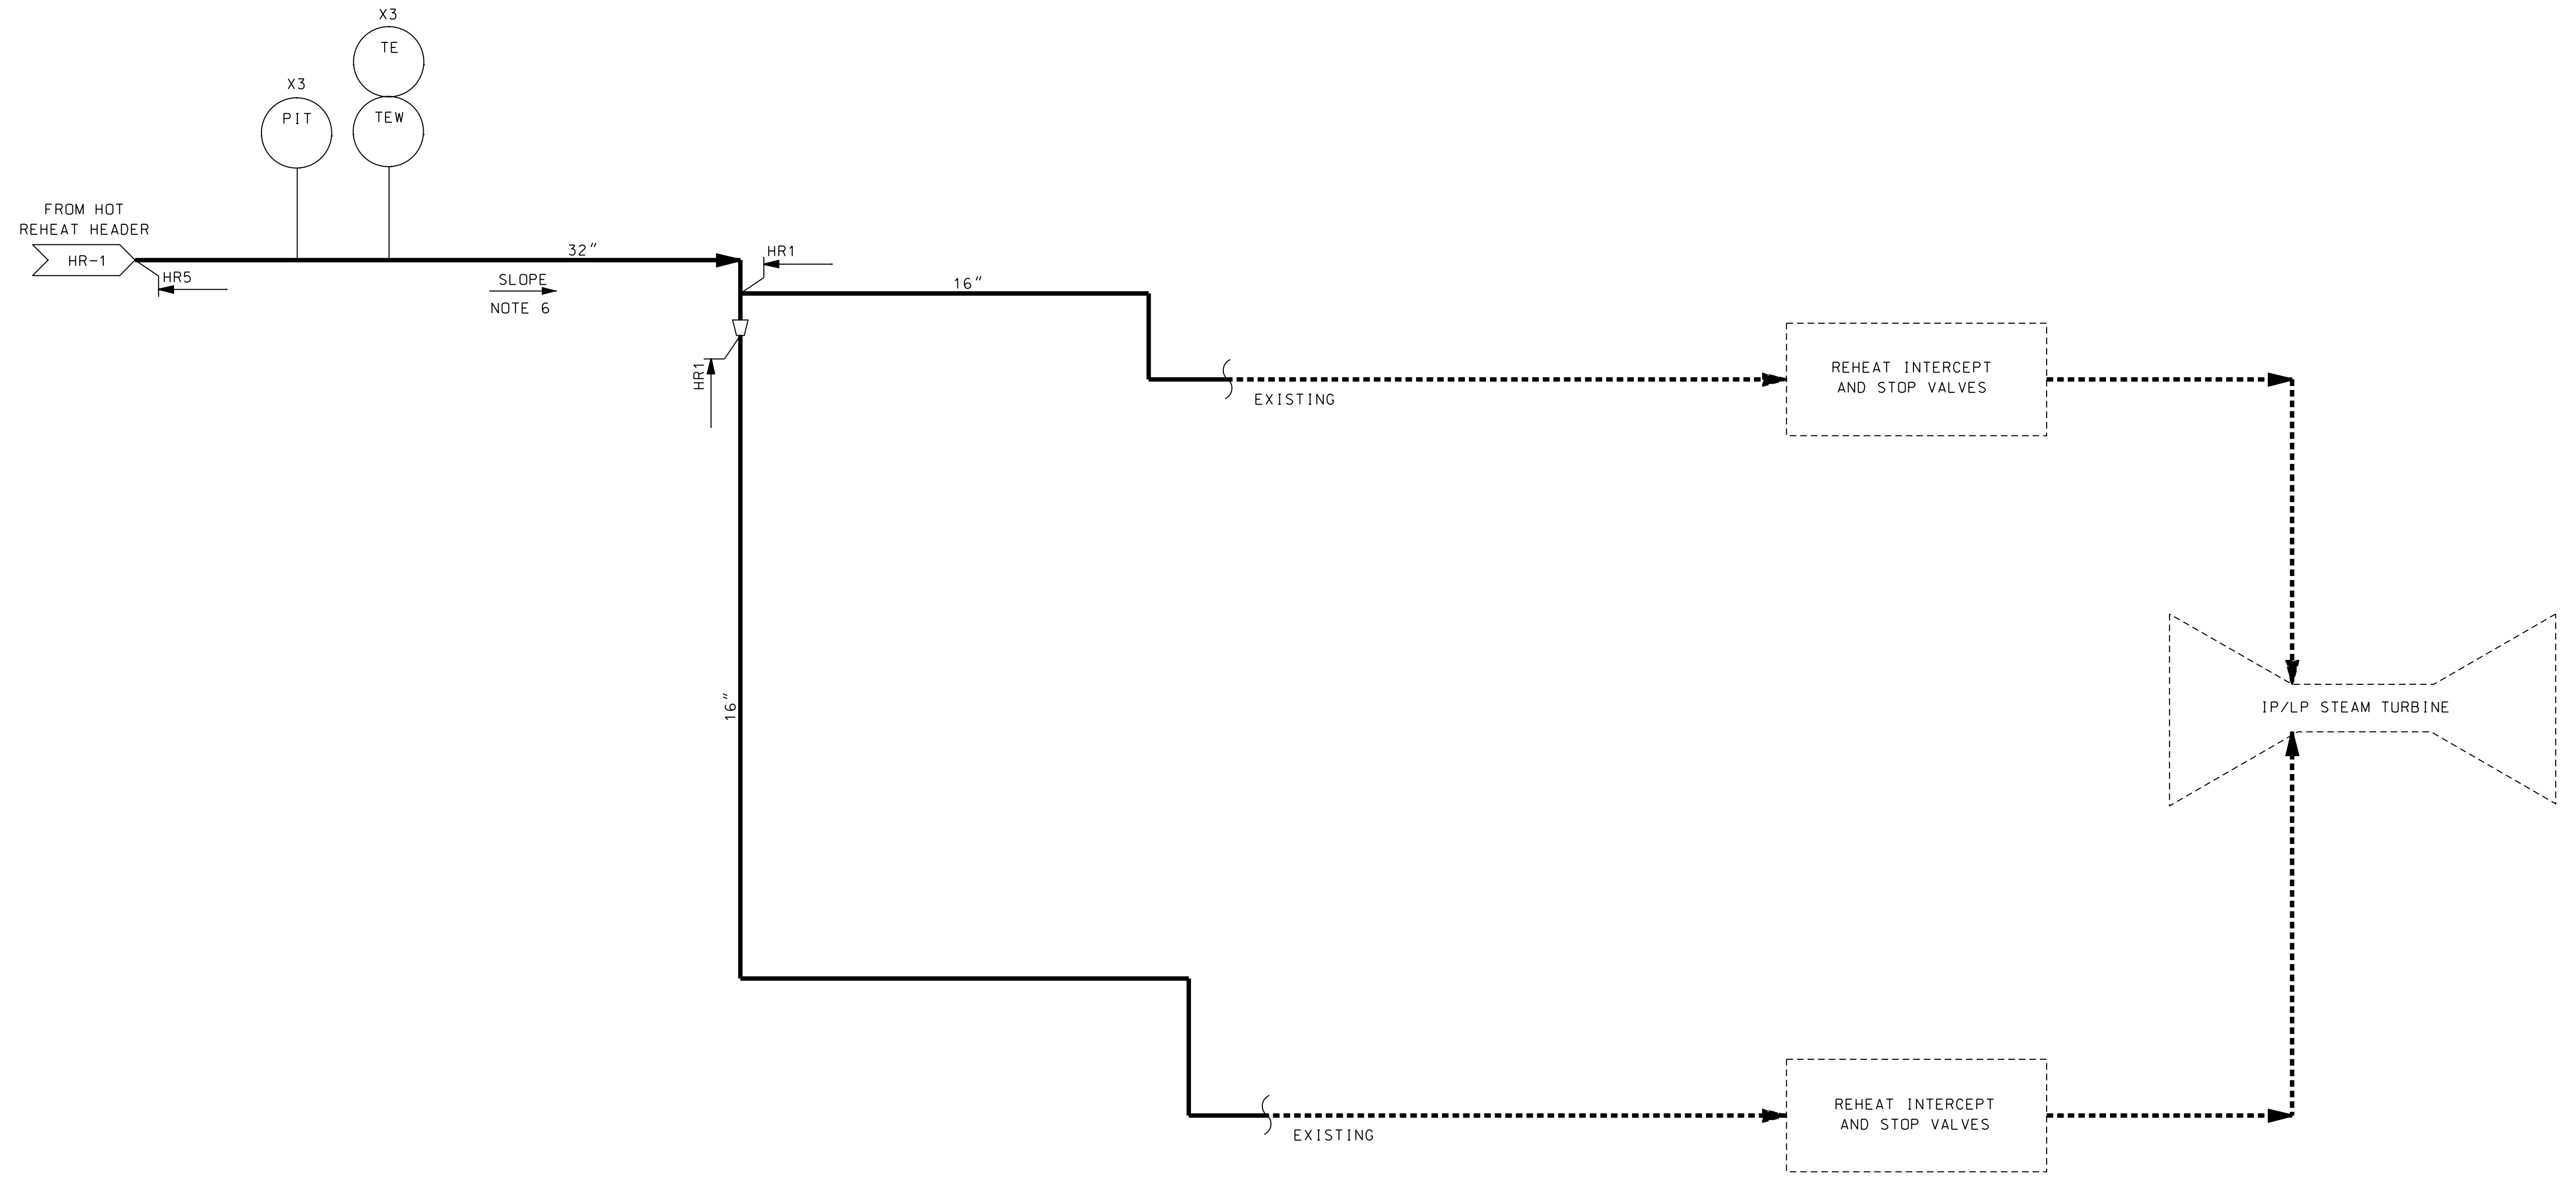 X3
TE
X3
PIT
TEW
FROM HOT
REHEAT HEADER
HR-1
HR5
32"
SLOPE
NOTE 6
HR1
16"
HR1
EXISTING
REHEAT INTERCEPT
AND STOP VALVES
16"
IP/LP STEAM TURBINE
EXISTING
REHEAT INTERCEPT
AND STOP VALVES